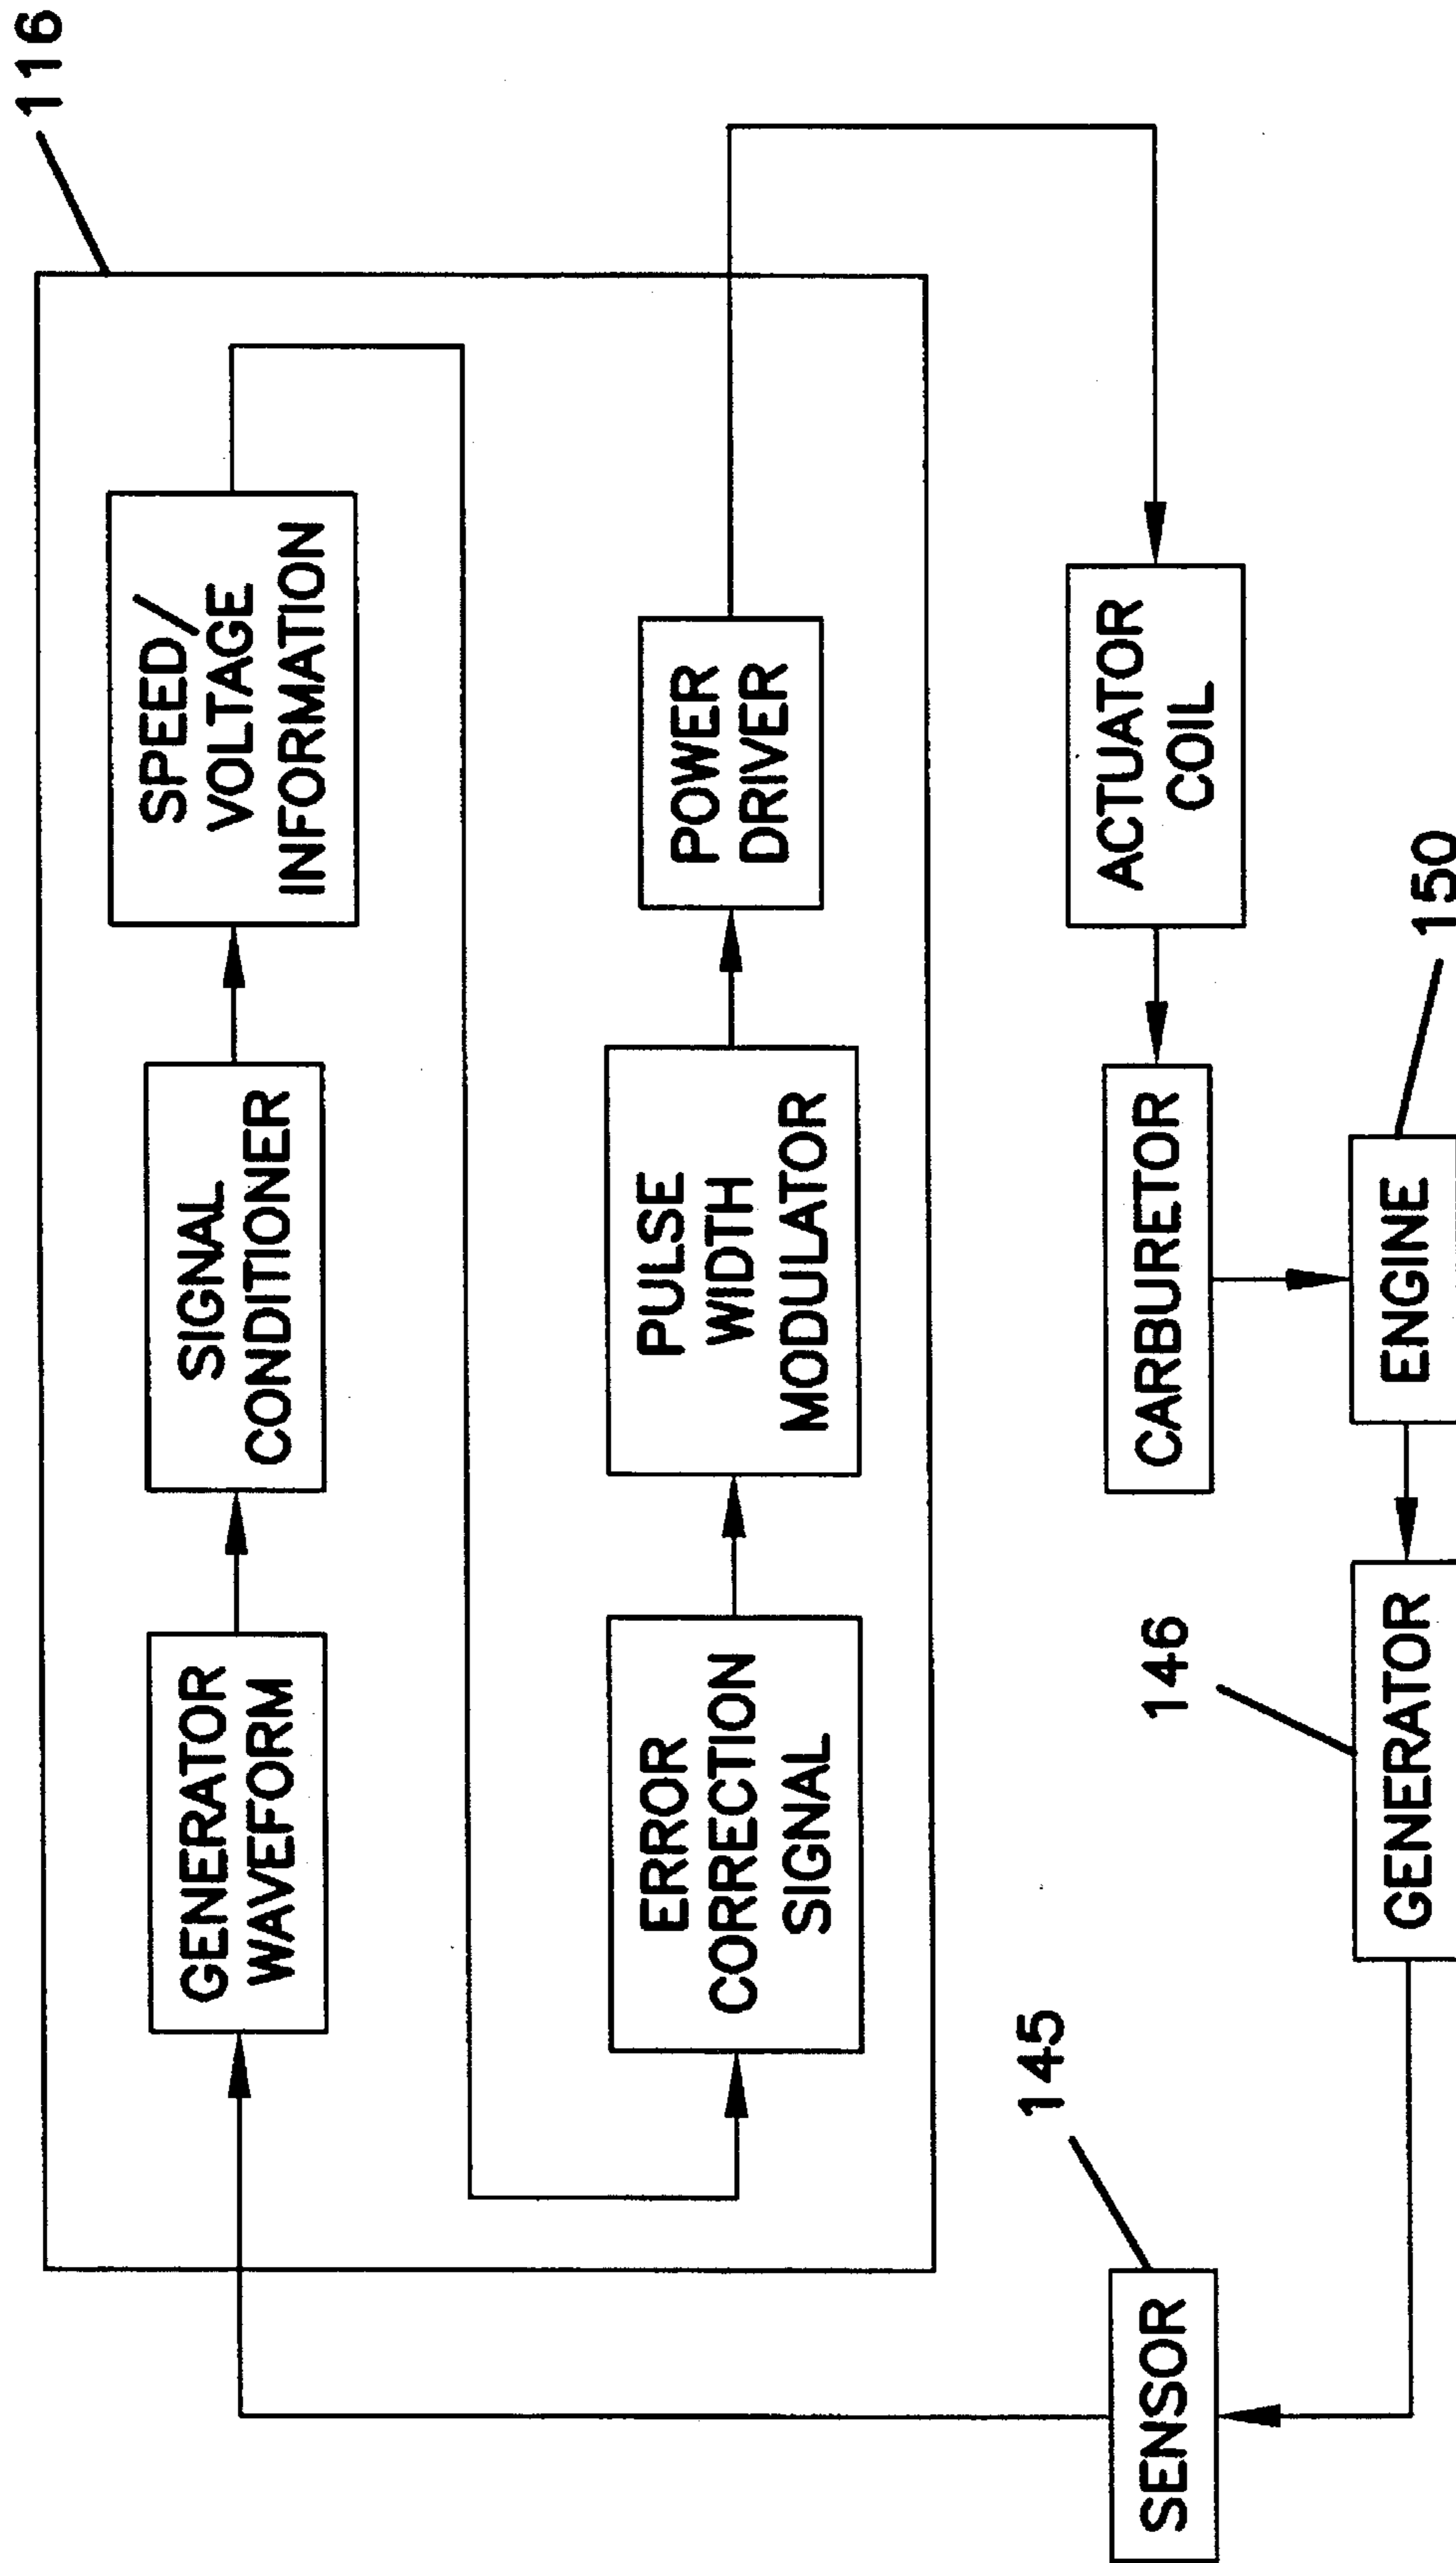 116
GENERATOR
WAVEFORM
SIGNAL
CONDITIONER
SPEED/
VOLTAGE
INFORMATION
ERROR
CORRECTION
SIGNAL
PULSE
WIDTH
MODULATOR
POWER
DRIVER
145
SENSOR
CARBURETOR
ACTUATOR
COIL
146
GENERATOR
ENGINE
150